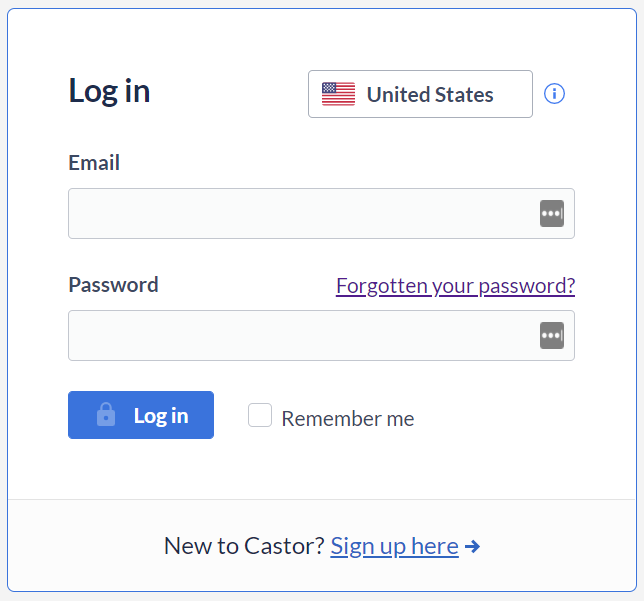 Log in
United States
Email
Password
Forgotten your password?
Log in
Remember me
New to Castor? Sign up here →